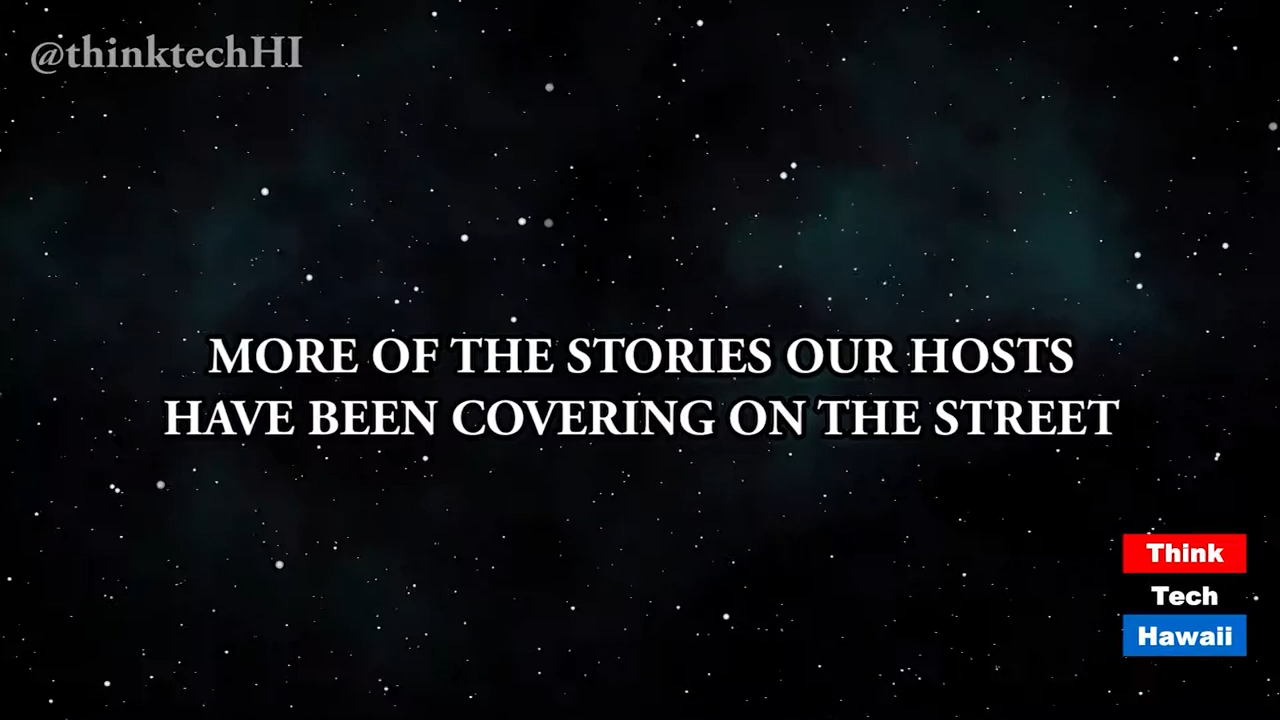 @thinktechHI
MORE OF THE STORIES OUR HOSTS
HAVE BEEN COVERING ON THE STREET
Think
Tech
Hawaii